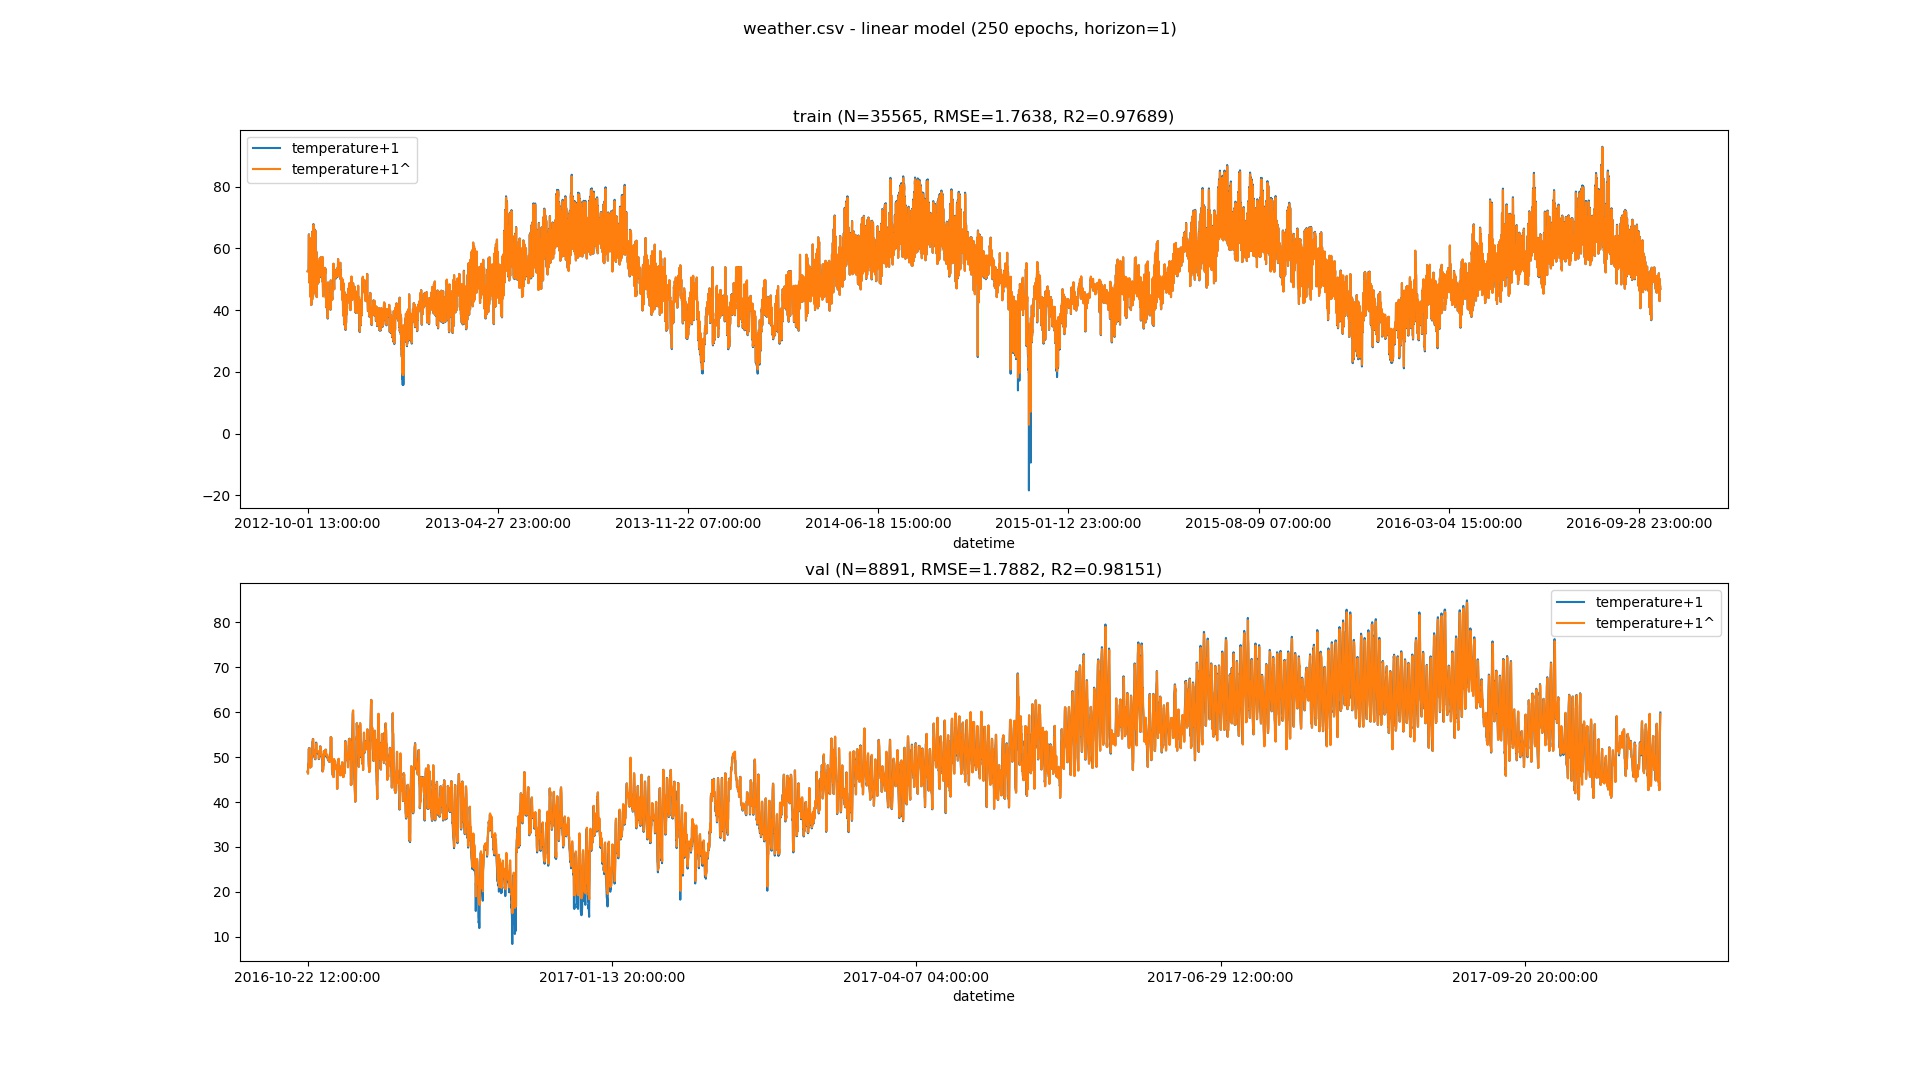 weather.csv - linear model (250 epochs, horizon=1)
train (N=35565, RMSE=1.7638, R2=0.97689)
temperature+1
temperature+1^
80
60
40
20
0
−20
2012-10-01 13:00:00 2013-04-27 23:00:00 2013-11-22 07:00:00 2014-06-18 15:00:00 2015-01-12 23:00:00 2015-08-09 07:00:00 2016-03-04 15:00:00 2016-09-28 23:00:00
datetime
val (N=8891, RMSE=1.7882, R2=0.98151)
temperature+1
temperature+1^
80
70
60
50
40
30
20
10
2016-10-22 12:00:00 2017-01-13 20:00:00 2017-04-07 04:00:00 2017-06-29 12:00:00 2017-09-20 20:00:00
datetime